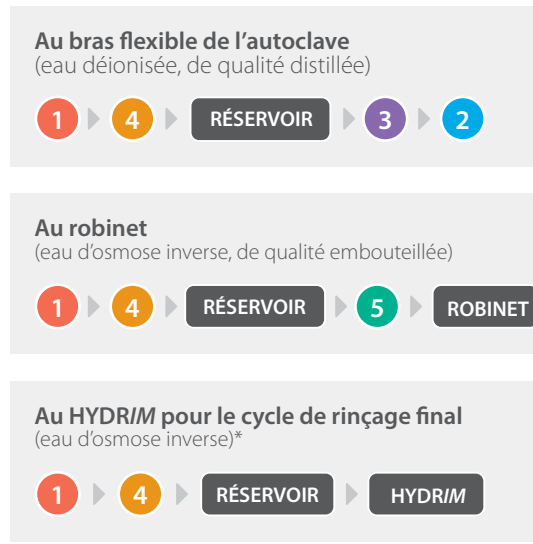 Au bras flexible de l'autoclave
(eau déionisée, de qualité distillée)
1 4 RÉSERVOIR 3 2
Au robinet
(eau d'osmose inverse, de qualité embouteillée)
1 4 RÉSERVOIR 5 ROBINET
Au HYDRIM pour le cycle de rinçage final
(eau d'osmose inverse)*
1 4 RÉSERVOIR HYDRIM